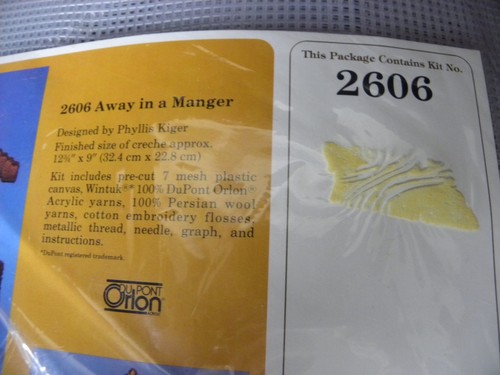 2606 Away in a Manger
Designed by Phyllis Kiger
Finished size of creche approx.
12¾" x 9" (32.4 cm x 22.8 cm)
Kit includes pre-cut 7 mesh plastic
canvas, Wintuk®* 100% DuPont Orlon®
Acrylic yarns, 100% Persian wool
yarns, cotton embroidery flosses,
metallic thread, needle, graph, and
instructions.
*DuPont registered trademark.
DU PONT
Orlon
This Package Contains Kit No.
2606